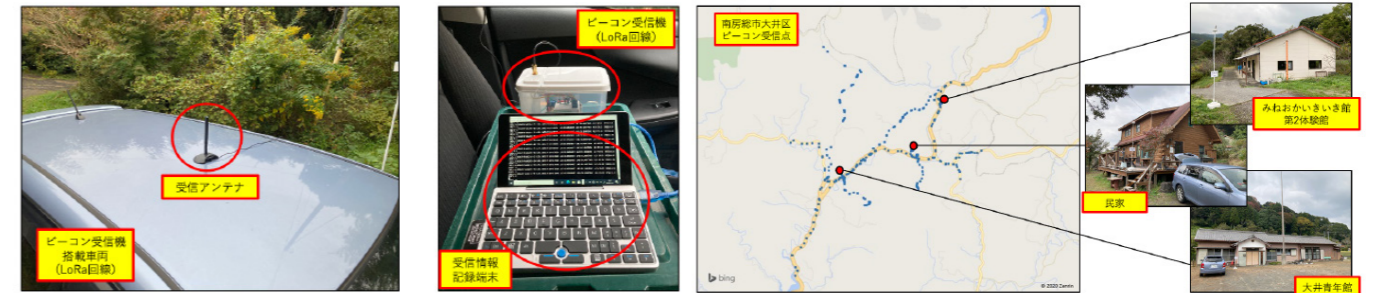 受信アンテナ
ビーコン受信機
搭載車両
(LoRa回線)
ビーコン受信機
(LoRa回線)
受信情報
記録端末
南房総市大井区
ビーコン受信点
bing
© 2020 Zenrin
みねおかいきいき館
第2体験館
民家
大井青年館